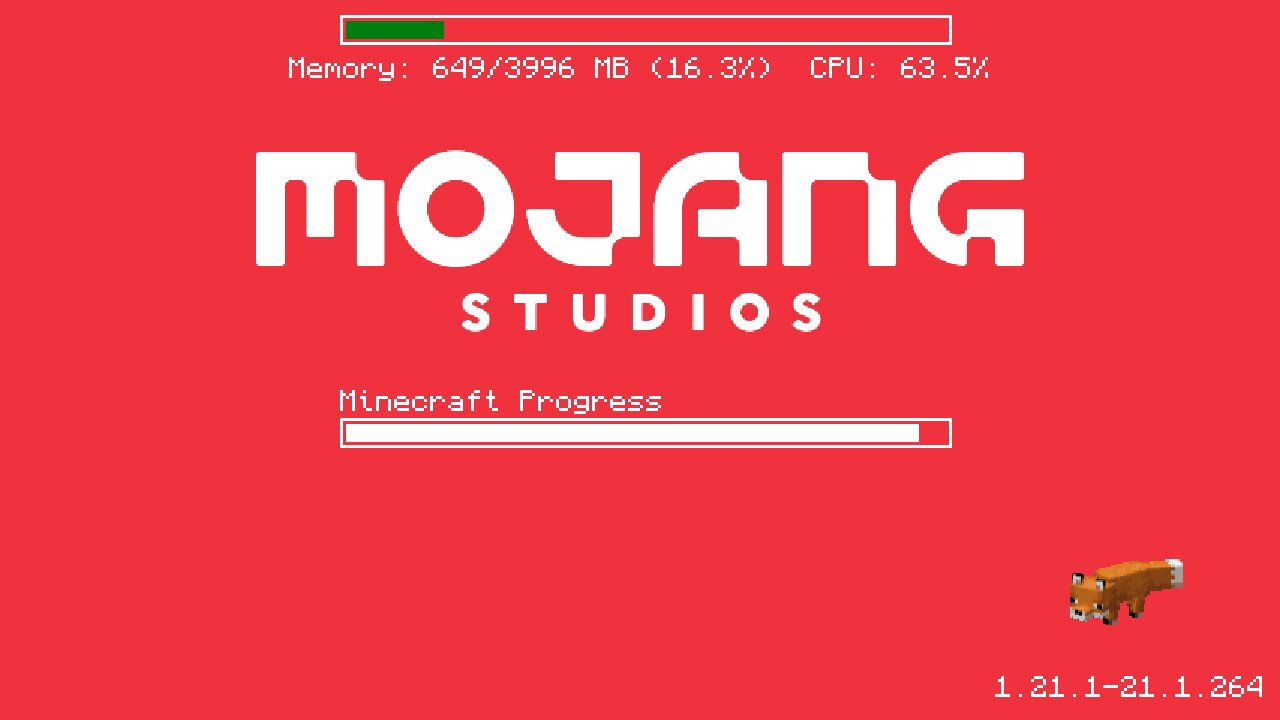 Memory: 649/3996 MB (16.3%) CPU: 63.5%
MOJANG
STUDIOS
Minecraft Progress
1.21.1-21.1.264